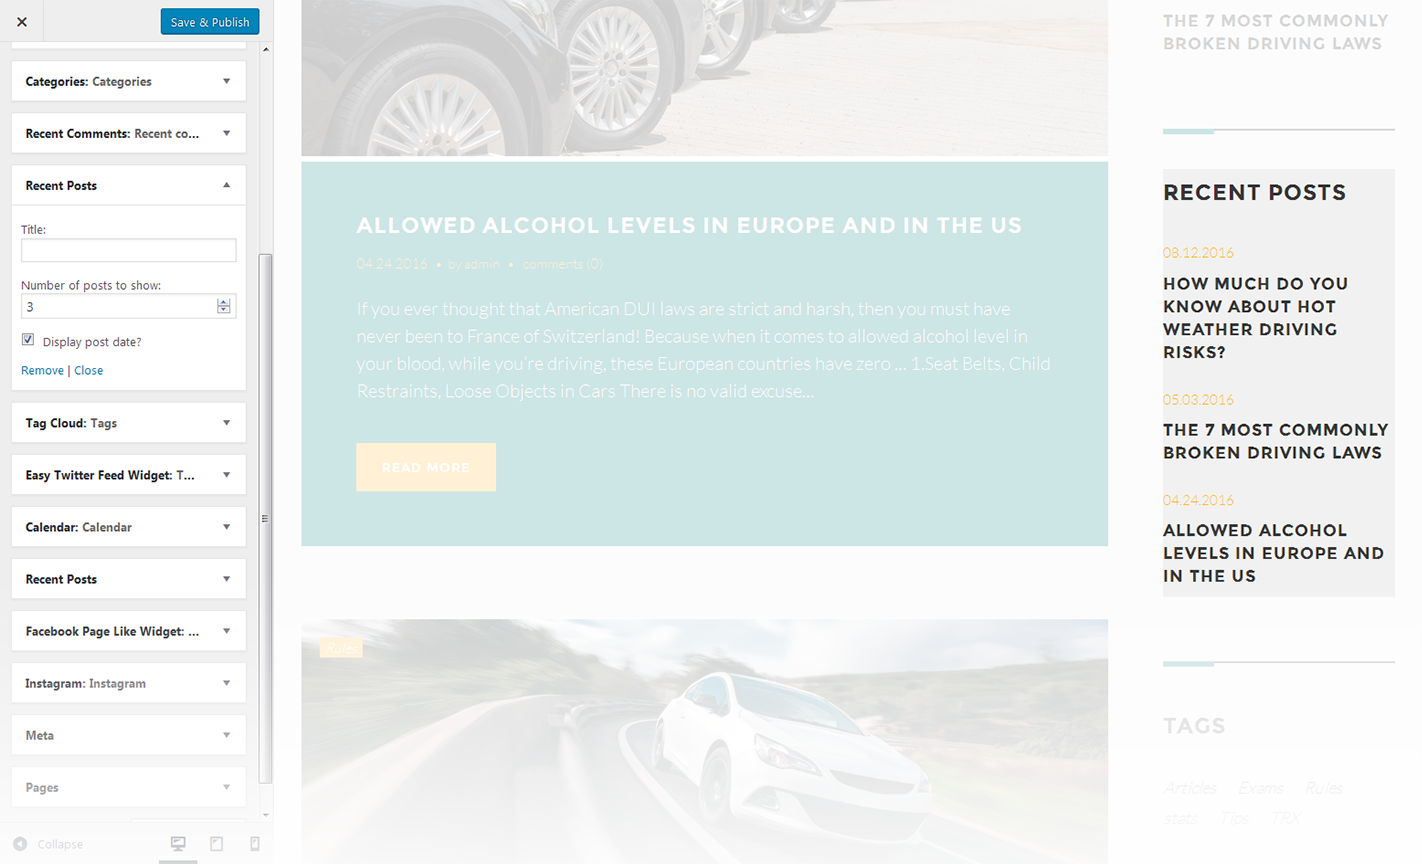 Save & Publish
Categories: Categories
Recent Comments: Recent co...
Recent Posts
Title:
Number of posts to show:
3
Display post date?
Remove | Close
Tag Cloud: Tags
Easy Twitter Feed Widget: T...
Calendar: Calendar
Recent Posts
Facebook Page Like Widget: ...
Instagram: Instagram
Meta
Pages
Collapse
ALLOWED ALCOHOL LEVELS IN EUROPE AND IN THE US
04.24.2016 • by admin • comments (0)
If you ever thought that American DUI laws are strict and harsh, then you must have
never been to France of Switzerland! Because when it comes to allowed alcohol level in
your blood, while you're driving, these European countries have zero ... 1.Seat Belts, Child
Restraints, Loose Objects in Cars There is no valid excuse...
READ MORE
Rules
THE 7 MOST COMMONLY
BROKEN DRIVING LAWS
RECENT POSTS
08.12.2016
HOW MUCH DO YOU
KNOW ABOUT HOT
WEATHER DRIVING
RISKS?
05.03.2016
THE 7 MOST COMMONLY
BROKEN DRIVING LAWS
04.24.2016
ALLOWED ALCOHOL
LEVELS IN EUROPE AND
IN THE US
TAGS
Articles Exams Rules
stats Tips TRX